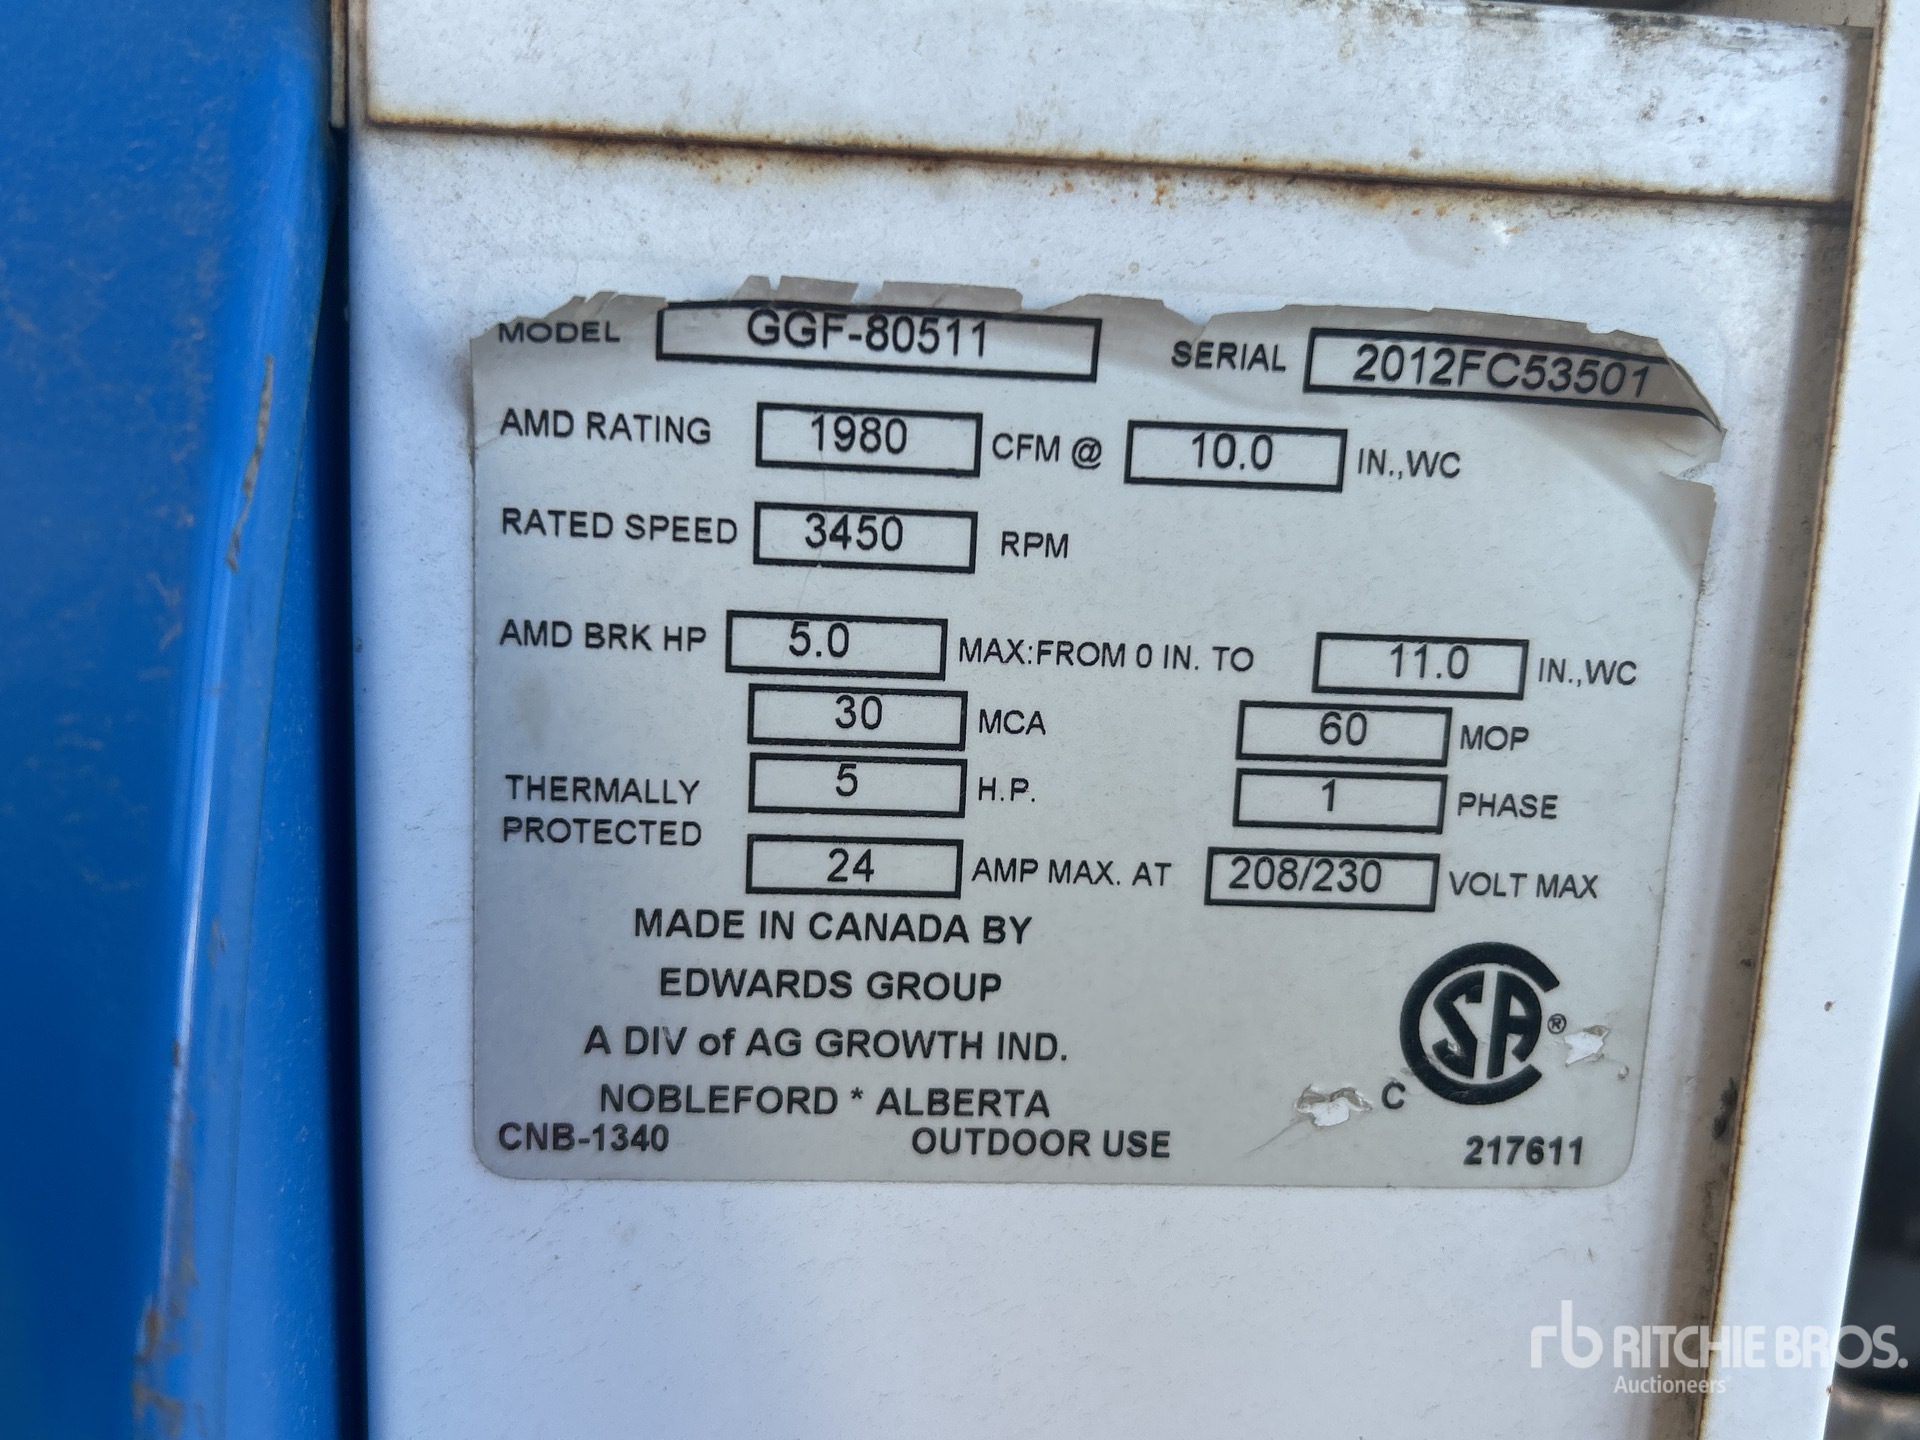 MODEL GGF-80511 SERIAL 2012FC53501
AMD RATING 1980 CFM @ 10.0 IN.,WC
RATED SPEED 3450 RPM
AMD BRK HP 5.0 MAX:FROM 0 IN. TO 11.0 IN.,WC
30 MCA 60 MOP
THERMALLY 5 H.P. 1 PHASE
PROTECTED 24 AMP MAX. AT 208/230 VOLT MAX
MADE IN CANADA BY
EDWARDS GROUP
A DIV of AG GROWTH IND.
NOBLEFORD * ALBERTA
C SA ®
CNB-1340 OUTDOOR USE 217611
rb RITCHIE BROS.
Auctioneers